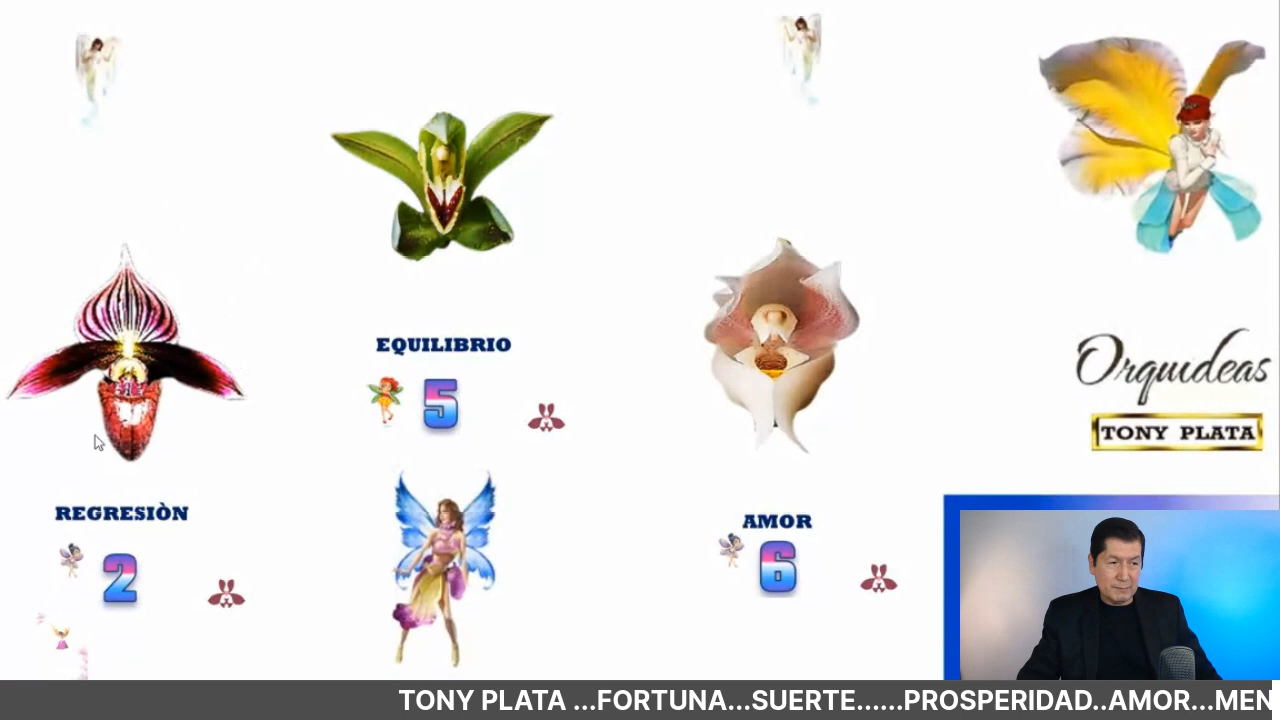 EQUILIBRIO
5
REGRESIÒN
2
AMOR
6
Orquideas
TONY PLATA
TONY PLATA ...FORTUNA...SUERTE......PROSPERIDAD..AMOR...MEN